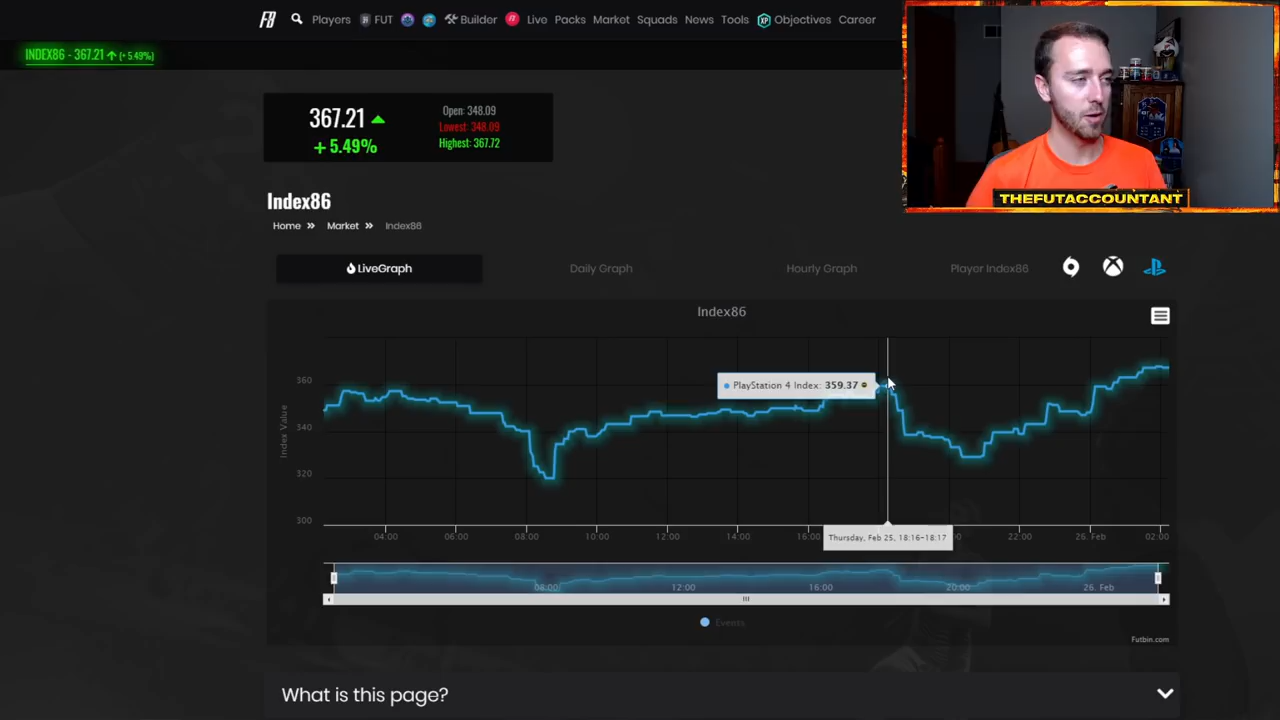 Players FUT Builder Live Packs Market Squads News Tools XP Objectives Career
INDEX86 - 367.21 (+ 5.49%)
367.21
+ 5.49%
Open: 348.09
Lowest: 348.09
Highest: 367.72
THEFUTACCOUNTANT
Index86
Home Market Index86
LiveGraph Daily Graph Hourly Graph Player Index86
Index86
PlayStation 4 Index: 359.37
Index Value
360
340
320
300
04:00 06:00 08:00 10:00 12:00 14:00 16:00 22:00 26. Feb 02:00
Thursday, Feb 25, 18:16-18:17
08:00 12:00 16:00 20:00 26. Feb
Events
Futbin.com
What is this page?